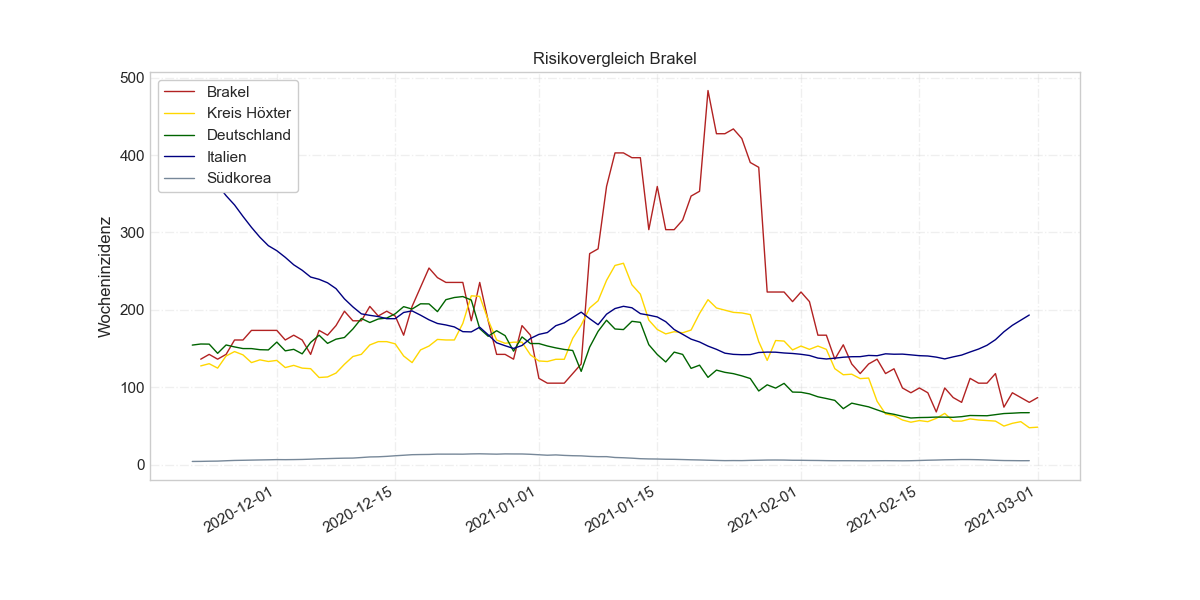 Risikovergleich Brakel
Wocheninzidenz
500
400
300
200
100
0
Brakel
Kreis Höxter
Deutschland
Italien
Südkorea
2020-12-01
2020-12-15
2021-01-01
2021-01-15
2021-02-01
2021-02-15
2021-03-01